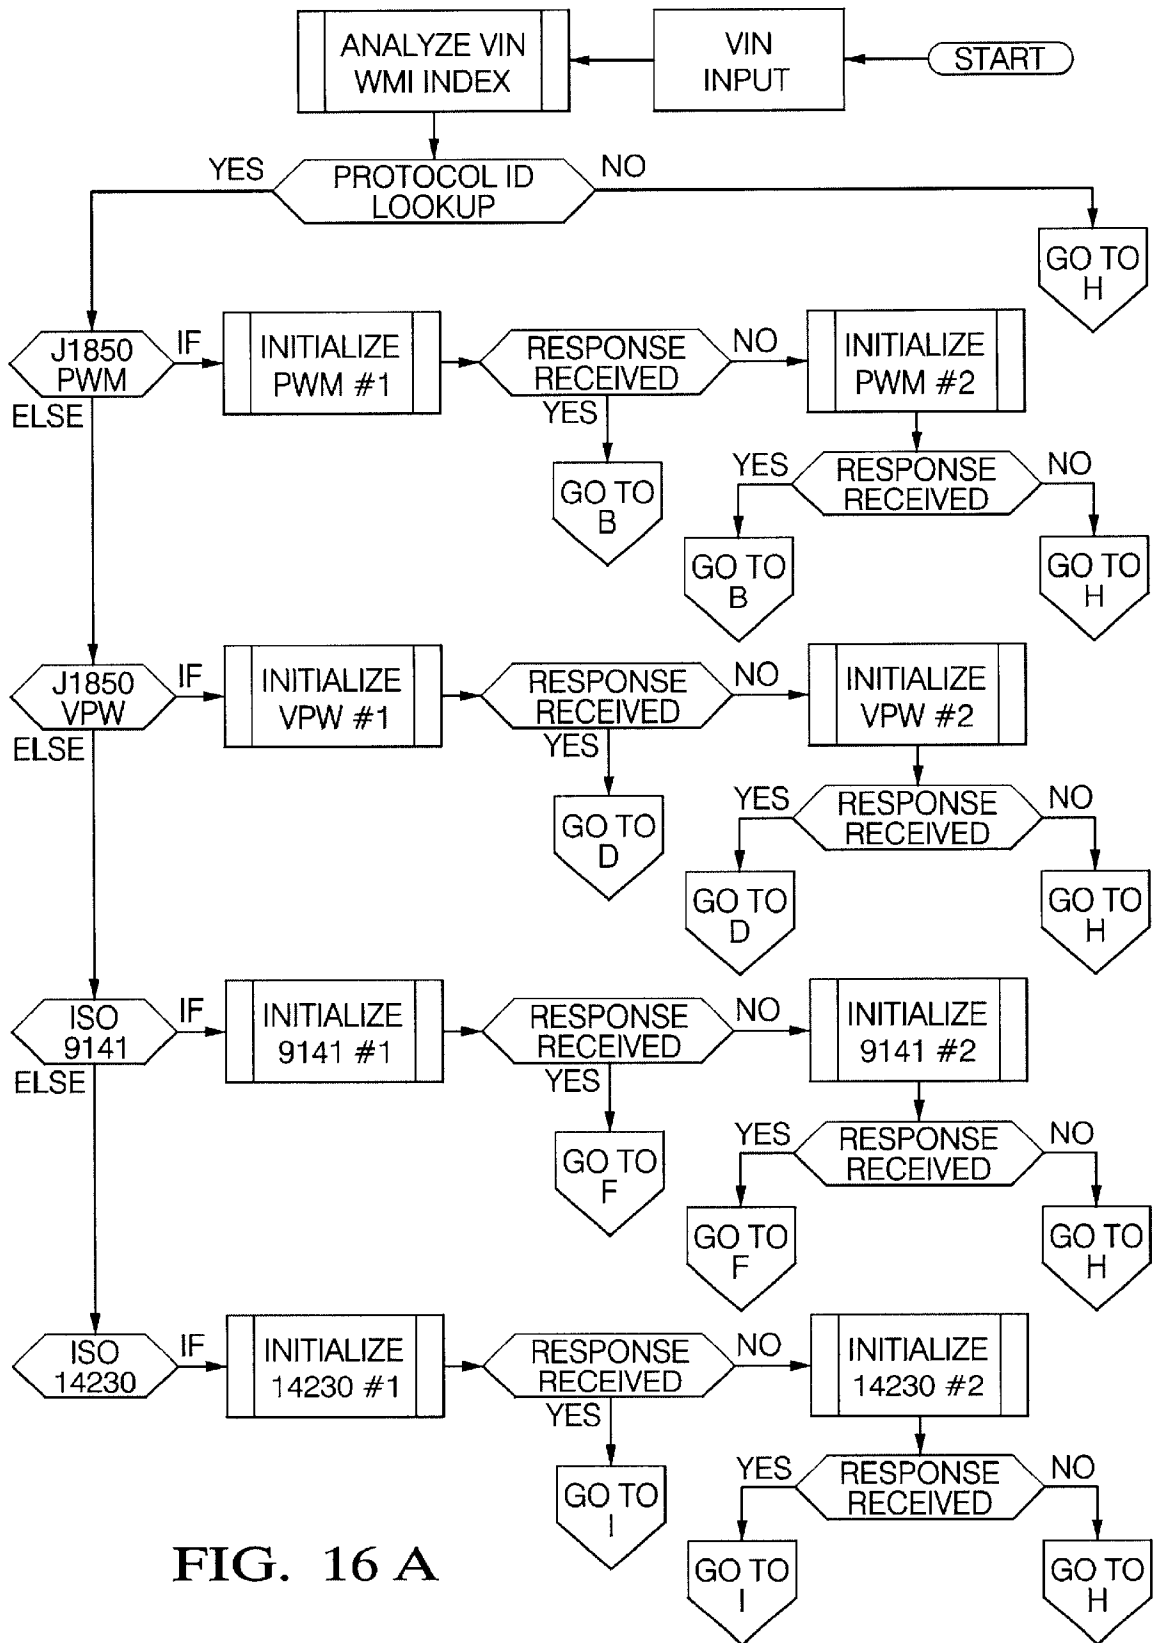 ANALYZE VIN
WMI INDEX
VIN
INPUT
START
YES
PROTOCOL ID
LOOKUP
NO
GO TO
H
J1850
PWM
IF
ELSE
INITIALIZE
PWM #1
RESPONSE
RECEIVED
NO
YES
INITIALIZE
PWM #2
GO TO
B
YES
RESPONSE
RECEIVED
NO
GO TO
B
GO TO
H
J1850
VPW
IF
ELSE
INITIALIZE
VPW #1
RESPONSE
RECEIVED
NO
YES
INITIALIZE
VPW #2
GO TO
D
YES
RESPONSE
RECEIVED
NO
GO TO
D
GO TO
H
ISO
9141
IF
ELSE
INITIALIZE
9141 #1
RESPONSE
RECEIVED
NO
YES
INITIALIZE
9141 #2
GO TO
F
YES
RESPONSE
RECEIVED
NO
GO TO
F
GO TO
H
ISO
14230
IF
INITIALIZE
14230 #1
RESPONSE
RECEIVED
NO
YES
INITIALIZE
14230 #2
GO TO
I
YES
RESPONSE
RECEIVED
NO
GO TO
I
GO TO
H
FIG. 16 A